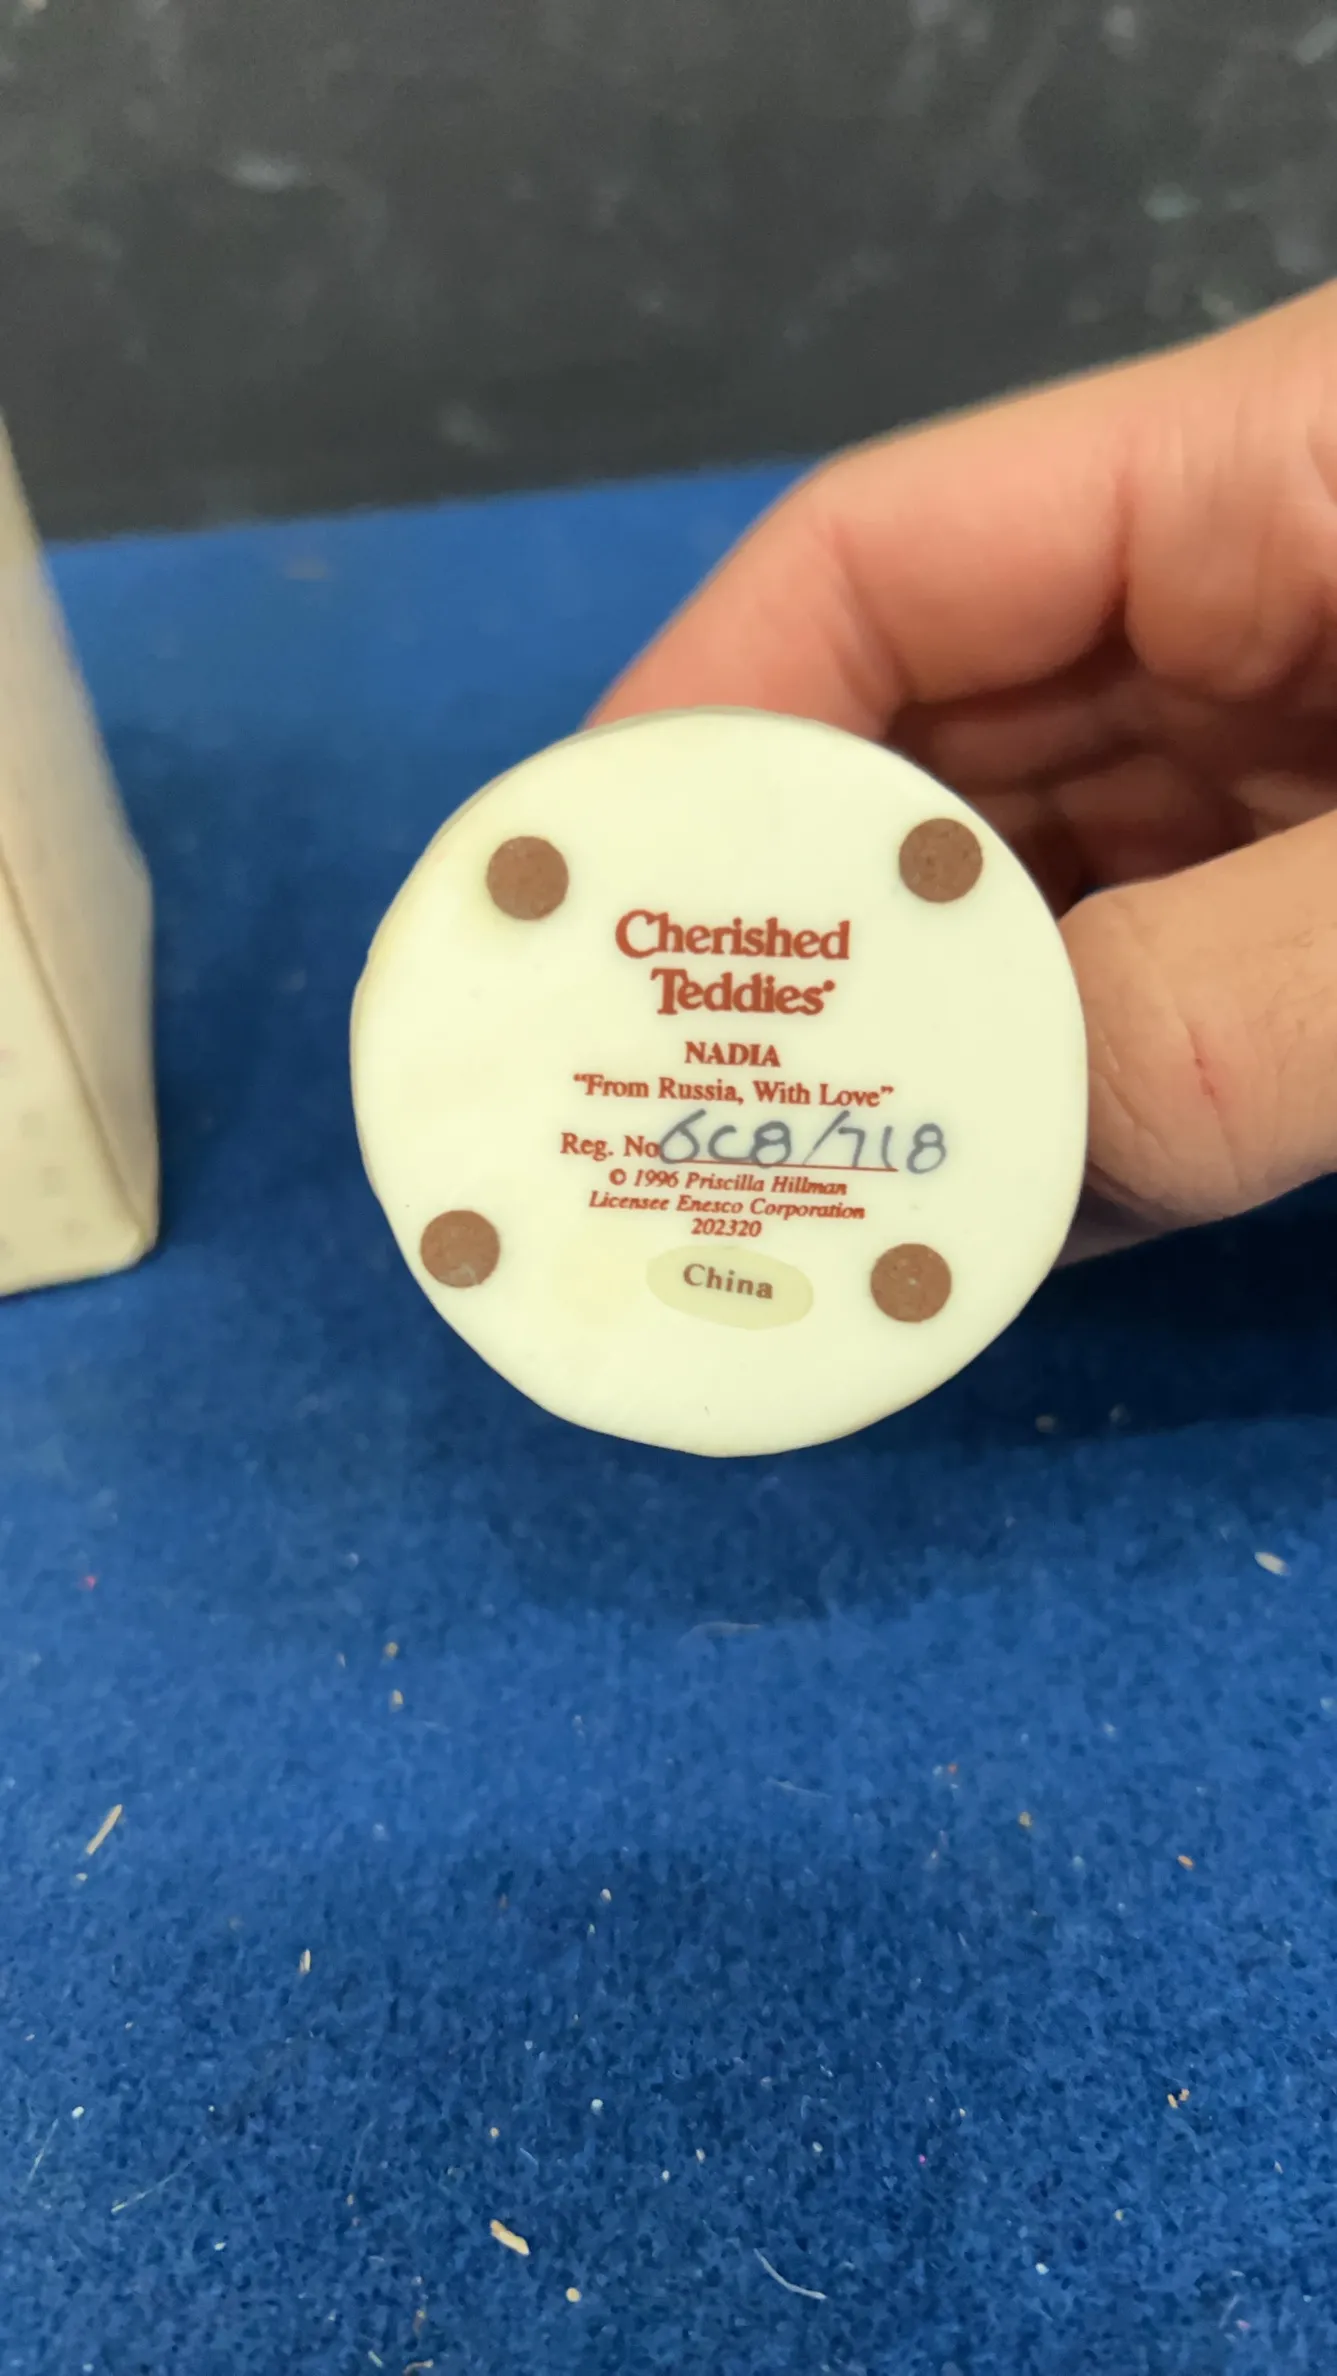 Cherished
Teddies®
NADIA
"From Russia, With Love"
Reg. No 6C8/718
© 1996 Priscilla Hillman
Licensee Enesco Corporation
202320
China